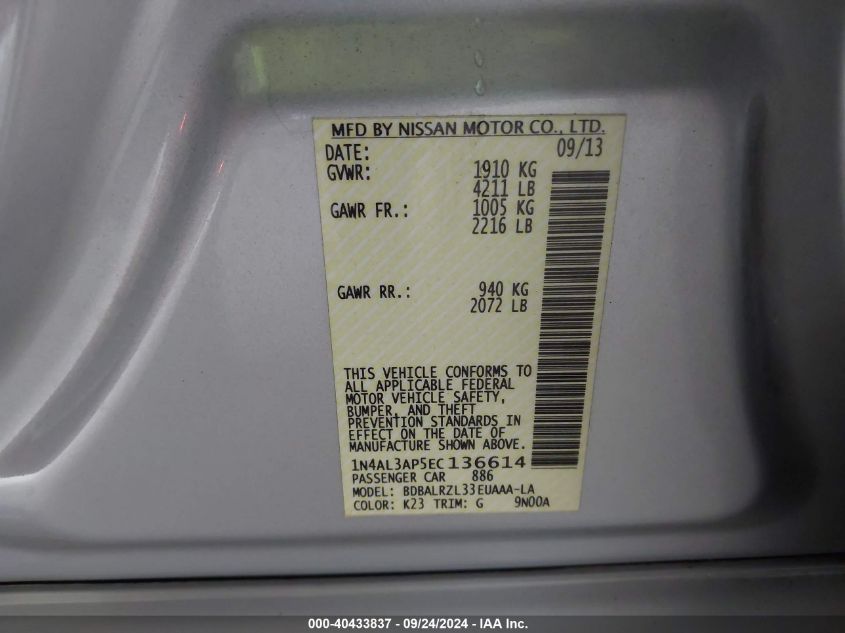 MFD BY NISSAN MOTOR CO., LTD.
DATE: 09/13
GVWR: 1910 KG
4211 LB
GAWR FR.: 1005 KG
2216 LB
GAWR RR.: 940 KG
2072 LB
THIS VEHICLE CONFORMS TO
ALL APPLICABLE FEDERAL
MOTOR VEHICLE SAFETY,
BUMPER, AND THEFT
PREVENTION STANDARDS IN
EFFECT ON THE DATE OF
MANUFACTURE SHOWN ABOVE.
1N4AL3AP5EC136614
PASSENGER CAR 886
MODEL: BDBALRZL33EUAAA-LA
COLOR: K23 TRIM: G 9N00A
000-40433837 - 09/24/2024 - IAA Inc.